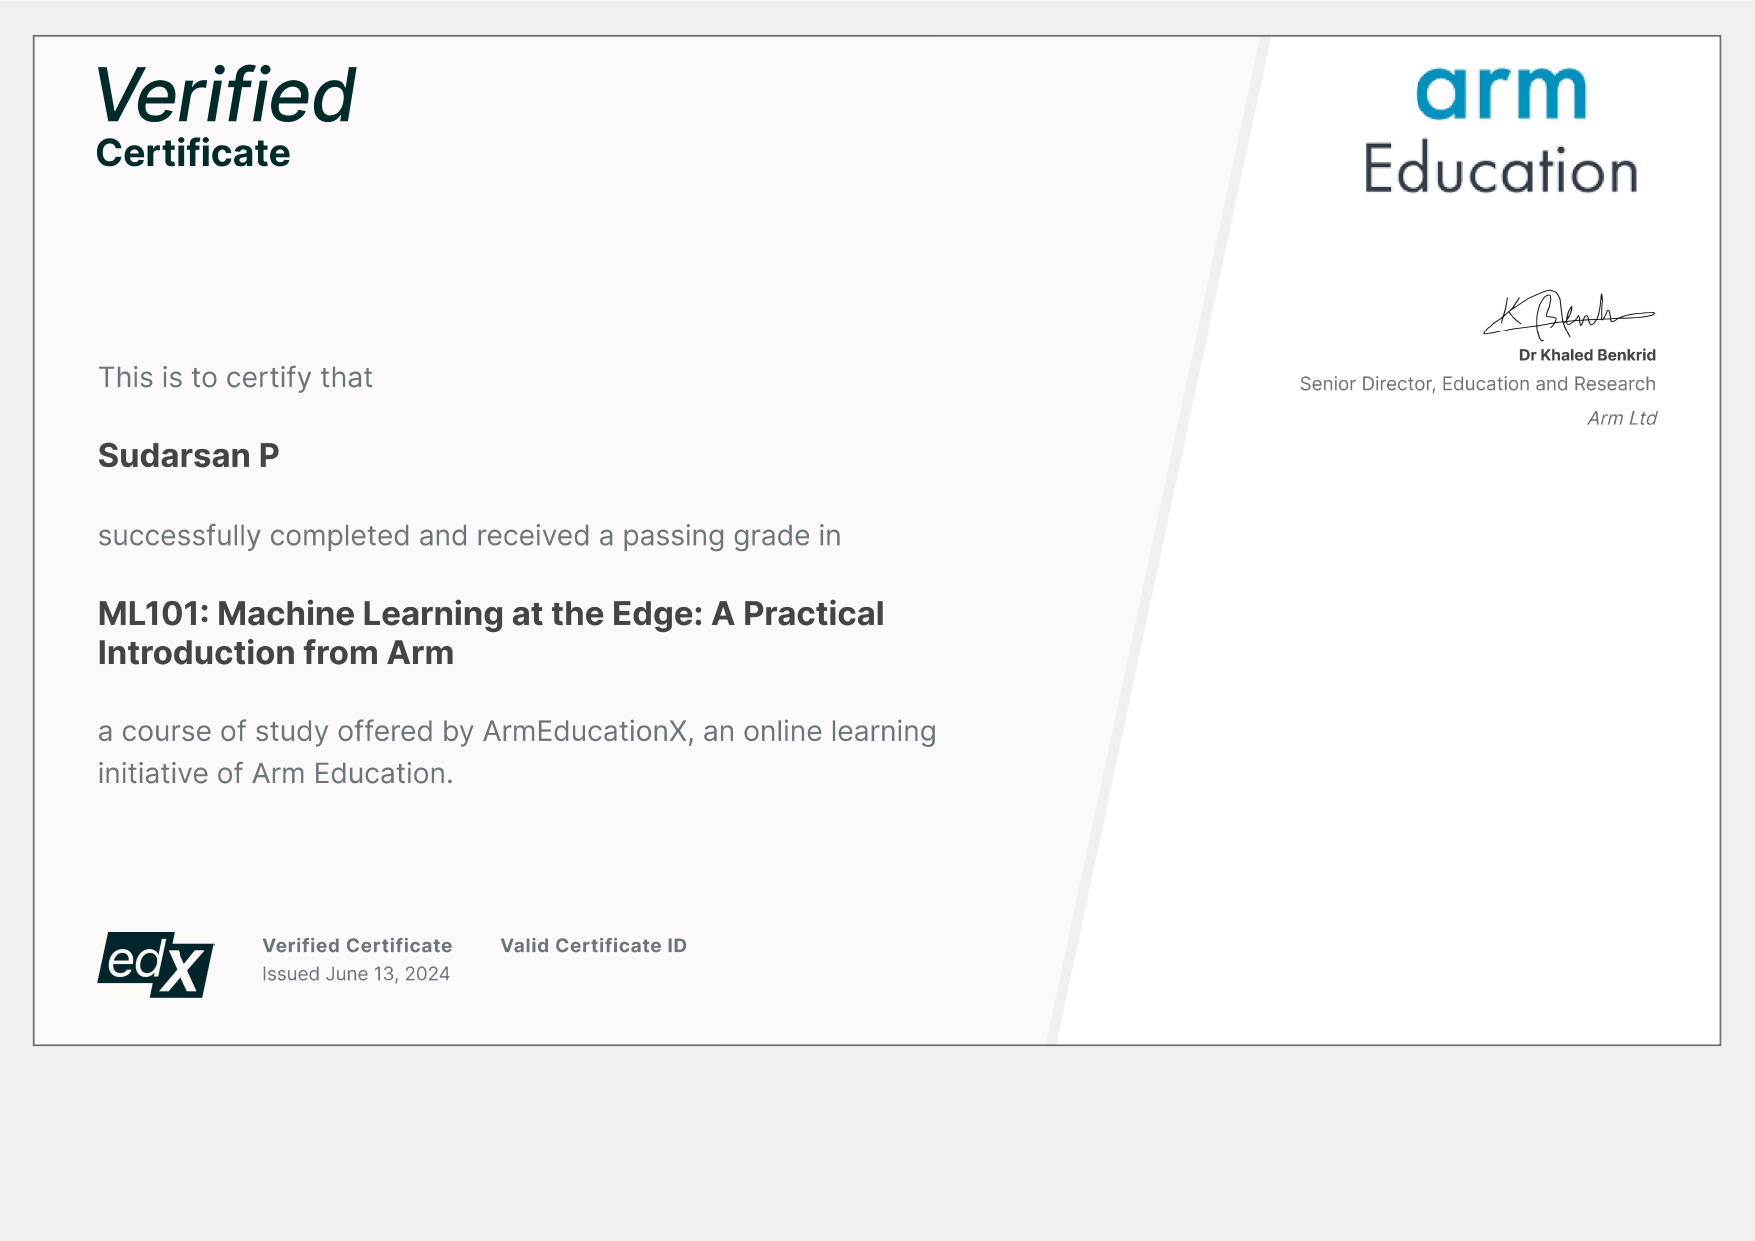 Verified
Certificate
arm
Education
K Benk
Dr Khaled Benkrid
Senior Director, Education and Research
Arm Ltd
This is to certify that
Sudarsan P
successfully completed and received a passing grade in
ML101: Machine Learning at the Edge: A Practical
Introduction from Arm
a course of study offered by ArmEducationX, an online learning
initiative of Arm Education.
edX
Verified Certificate
Issued June 13, 2024
Valid Certificate ID